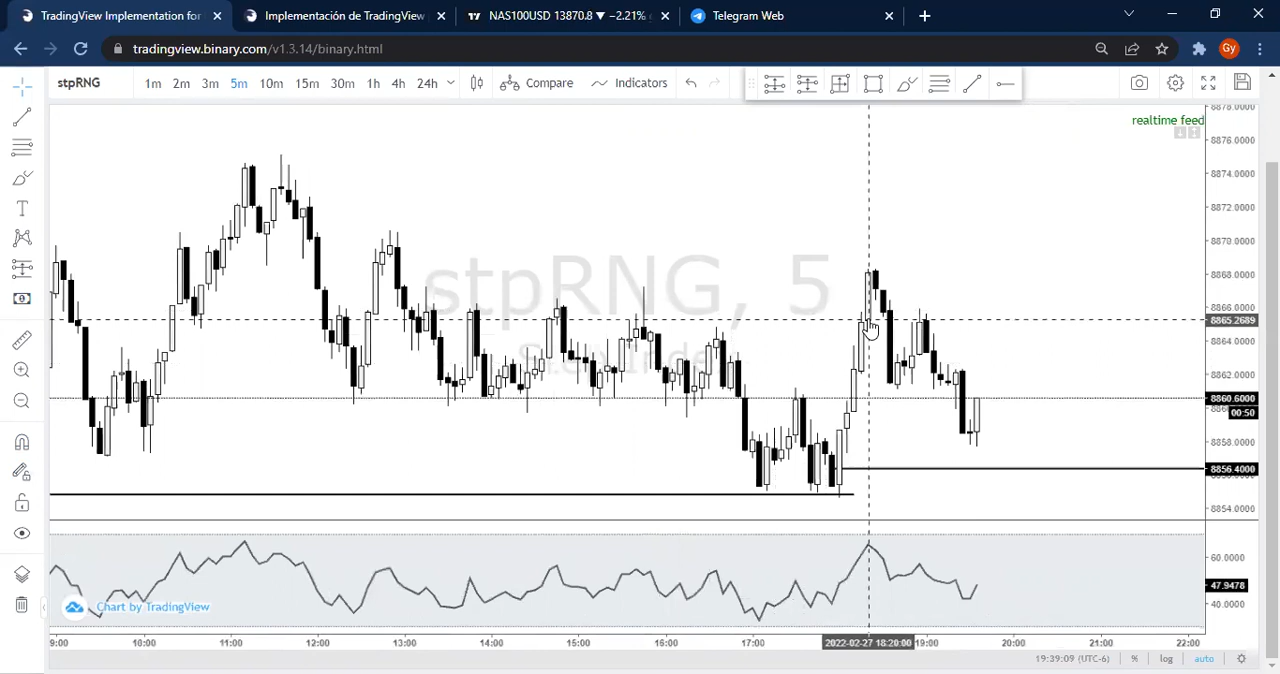 TradingView Implementation for
Implementación de TradingView
NAS100USD 13870.8 ▼ −2.21%
Telegram Web
tradingview.binary.com/v1.3.14/binary.html
Gy
stpRNG
1m 2m 3m 5m 10m 15m 30m 1h 4h 24h
Compare
Indicators
realtime feed
stpRNG, 5
8878.0000
8876.0000
8874.0000
8872.0000
8870.0000
8868.0000
8866.0000
8865.2689
8864.0000
8862.0000
8860.6000
00:50
8858.0000
8856.4000
8854.0000
60.0000
47.9478
40.0000
Chart by TradingView
09:00 10:00 11:00 12:00 13:00 14:00 15:00 16:00 17:00 2022-02-27 18:20:00 19:00 20:00 21:00 22:00
19:39:09 (UTC-6) % log auto